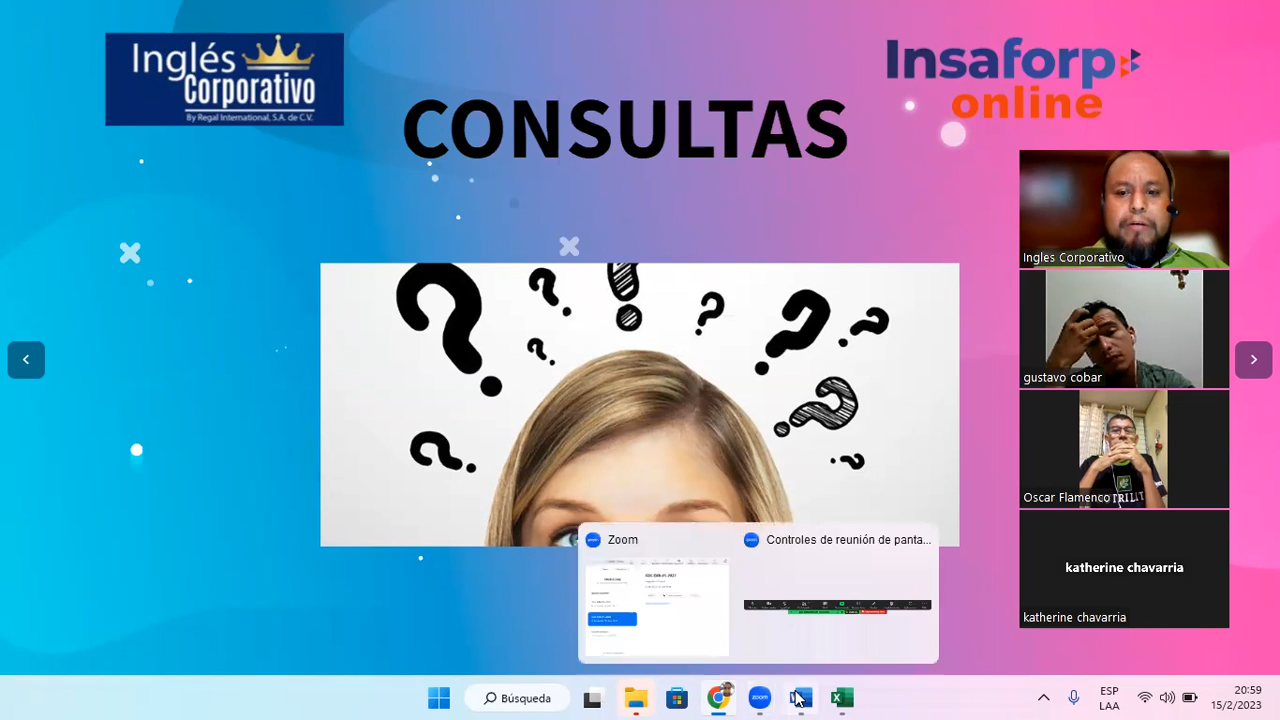 Inglés
Corporativo
By Regal International, S.A. de C.V.
Insaforp
online
CONSULTAS
Ingles Corporativo
gustavo cobar
Oscar Flamenco
katherine chavarria
katherine chavarria
Zoom
Controles de reunión de panta...
Búsqueda
zoom
ESP
LAA
20:59
15/2/2023